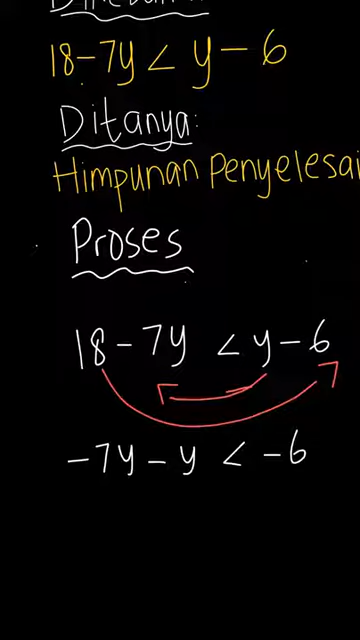 18 - 7y < y - 6
Ditanya:
Himpunan Penyelesai
Proses
18 - 7y < y - 6
-7y - y < -6